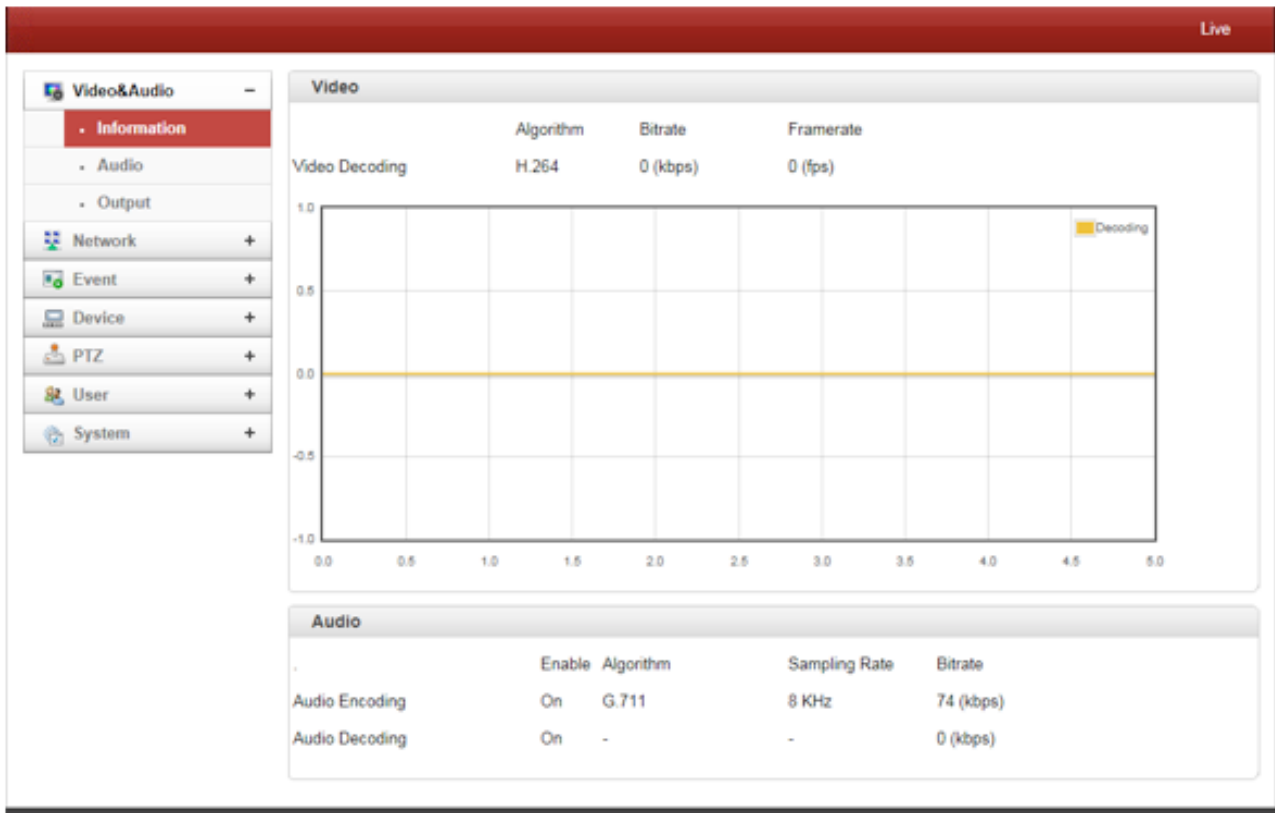 Live
Video&Audio −
• Information
• Audio
• Output
Network +
Event +
Device +
PTZ +
User +
System +
Video
Algorithm Bitrate Framerate
Video Decoding H.264 0 (kbps) 0 (fps)
Decoding
1.0
0.5
0.0
-0.5
-1.0
0.0 0.5 1.0 1.5 2.0 2.5 3.0 3.5 4.0 4.5 5.0
Audio
. Enable Algorithm Sampling Rate Bitrate
Audio Encoding On G.711 8 KHz 74 (kbps)
Audio Decoding On - - 0 (kbps)